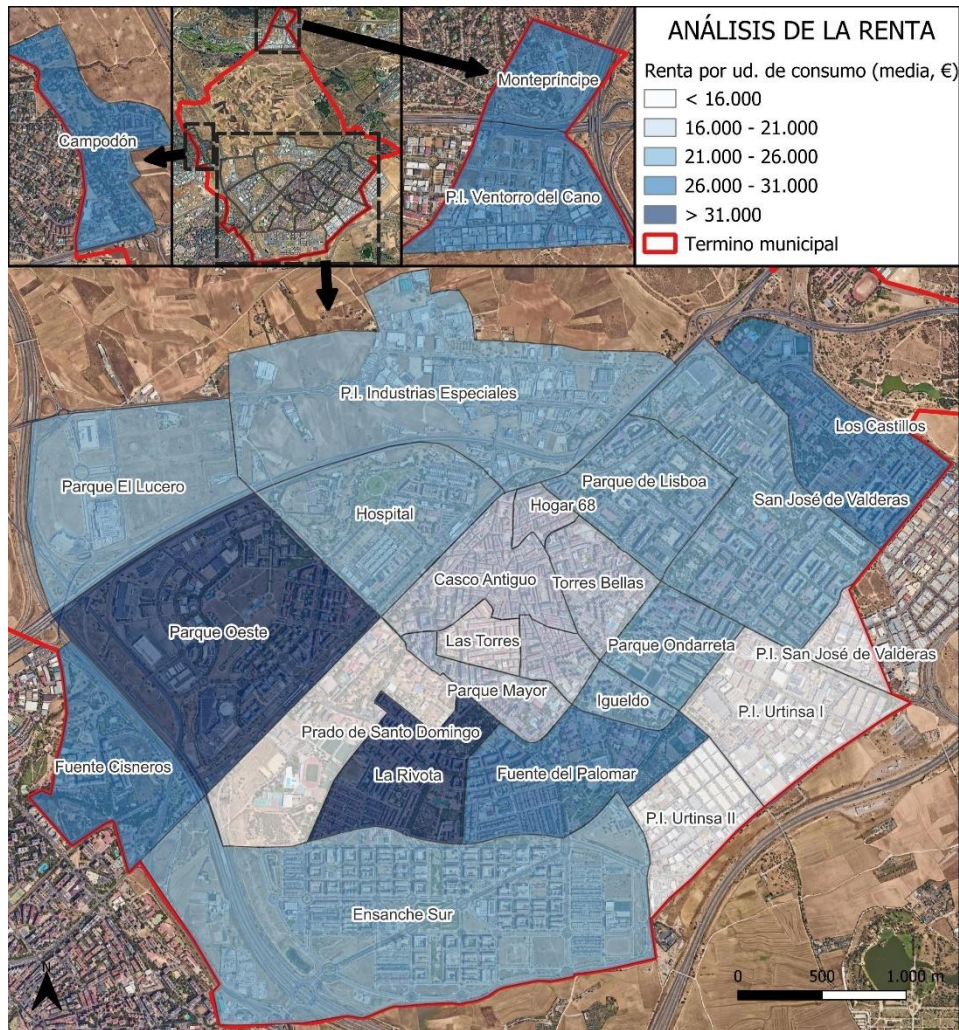 ANÁLISIS DE LA RENTA
Renta por ud. de consumo (media, €)
< 16.000
16.000 - 21.000
21.000 - 26.000
26.000 - 31.000
> 31.000
Termino municipal
Campodón
Montepríncipe
P.I. Ventorro del Cano
P.I. Industrias Especiales
Los Castillos
Parque El Lucero
Parque de Lisboa
San José de Valderas
Hogar 68
Hospital
Casco Antiguo
Torres Bellas
Parque Oeste
Las Torres
Parque Ondarreta
P.I. San José de Valderas
Parque Mayor
Igueldo
P.I. Urtinsa I
Prado de Santo Domingo
Fuente Cisneros
La Rivota
Fuente del Palomar
P.I. Urtinsa II
Ensanche Sur
N
0 500 1.000 m